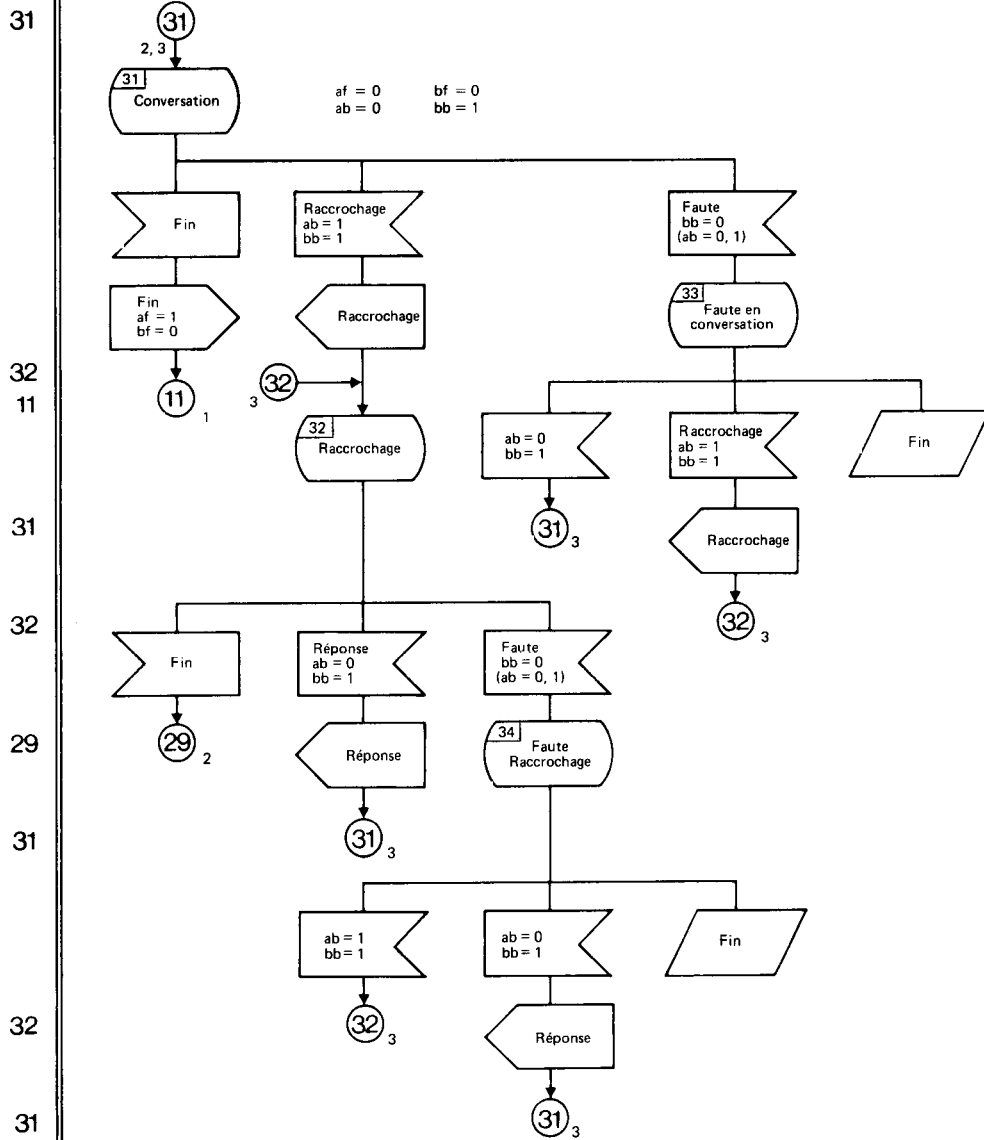 31
31
2, 3
31
Conversation
af = 0 bf = 0
ab = 0 bb = 1
Fin
Raccrochage
ab = 1
bb = 1
Faute
bb = 0
(ab = 0, 1)
Fin
af = 1
bf = 0
Raccrochage
33
Faute en
conversation
32
11
11
1
32
3
32
Raccrochage
ab = 0
bb = 1
Raccrochage
ab = 1
bb = 1
Fin
31
31
3
Raccrochage
32
3
32
Fin
Réponse
ab = 0
bb = 1
Faute
bb = 0
(ab = 0, 1)
29
29
2
Réponse
34
Faute
Raccrochage
31
31
3
ab = 1
bb = 1
ab = 0
bb = 1
Fin
32
32
3
Réponse
31
31
3